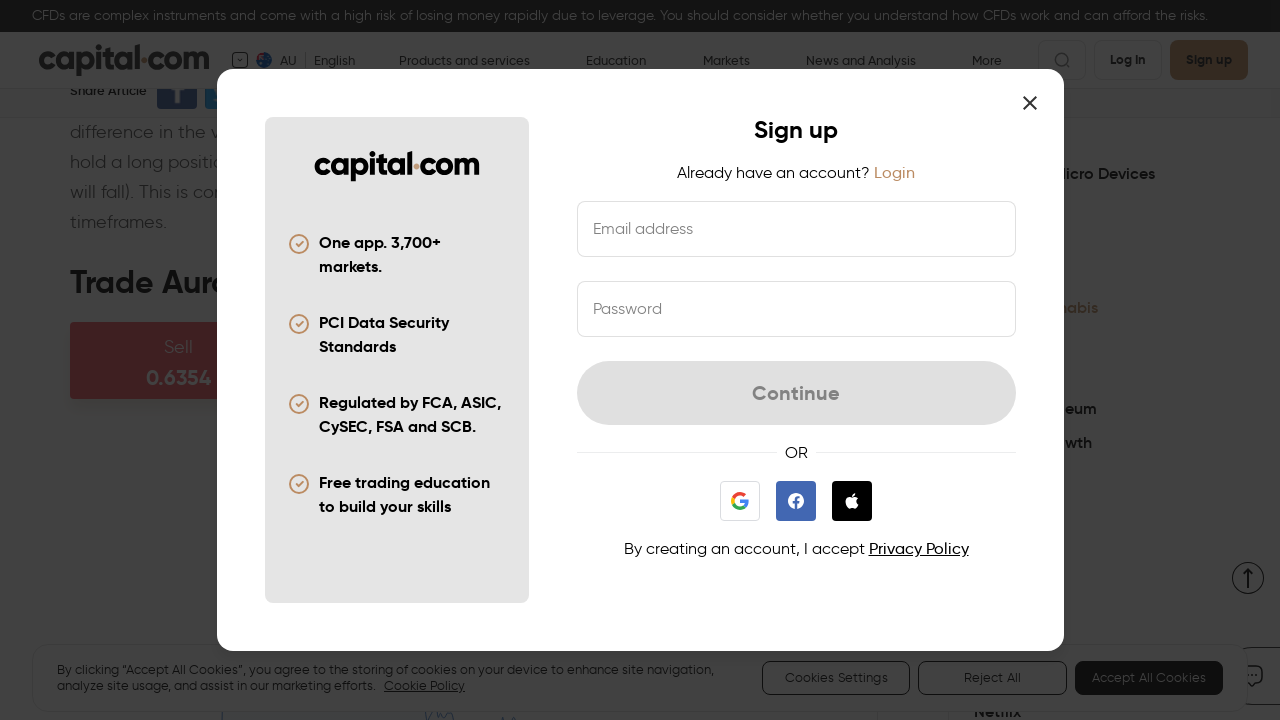 CFDs are complex instruments and come with a high risk of losing money rapidly due to leverage. You should consider whether you understand how CFDs work and can afford the risks.
capital.com AU English Products and services Education Markets News and Analysis More Log In Sign up
Share Article
difference in the
hold a long positi
will fall). This is con
timeframes.
Trade Auro
Sell
0.6354
icro Devices
nabis
eum
wth
Netflix
capital.com
One app. 3,700+
markets.
PCI Data Security
Standards
Regulated by FCA, ASIC,
CySEC, FSA and SCB.
Free trading education
to build your skills
Sign up
Already have an account? Login
Email address
Password
Continue
OR
By creating an account, I accept Privacy Policy
By clicking “Accept All Cookies”, you agree to the storing of cookies on your device to enhance site navigation,
analyze site usage, and assist in our marketing efforts. Cookie Policy
Cookies Settings
Reject All
Accept All Cookies